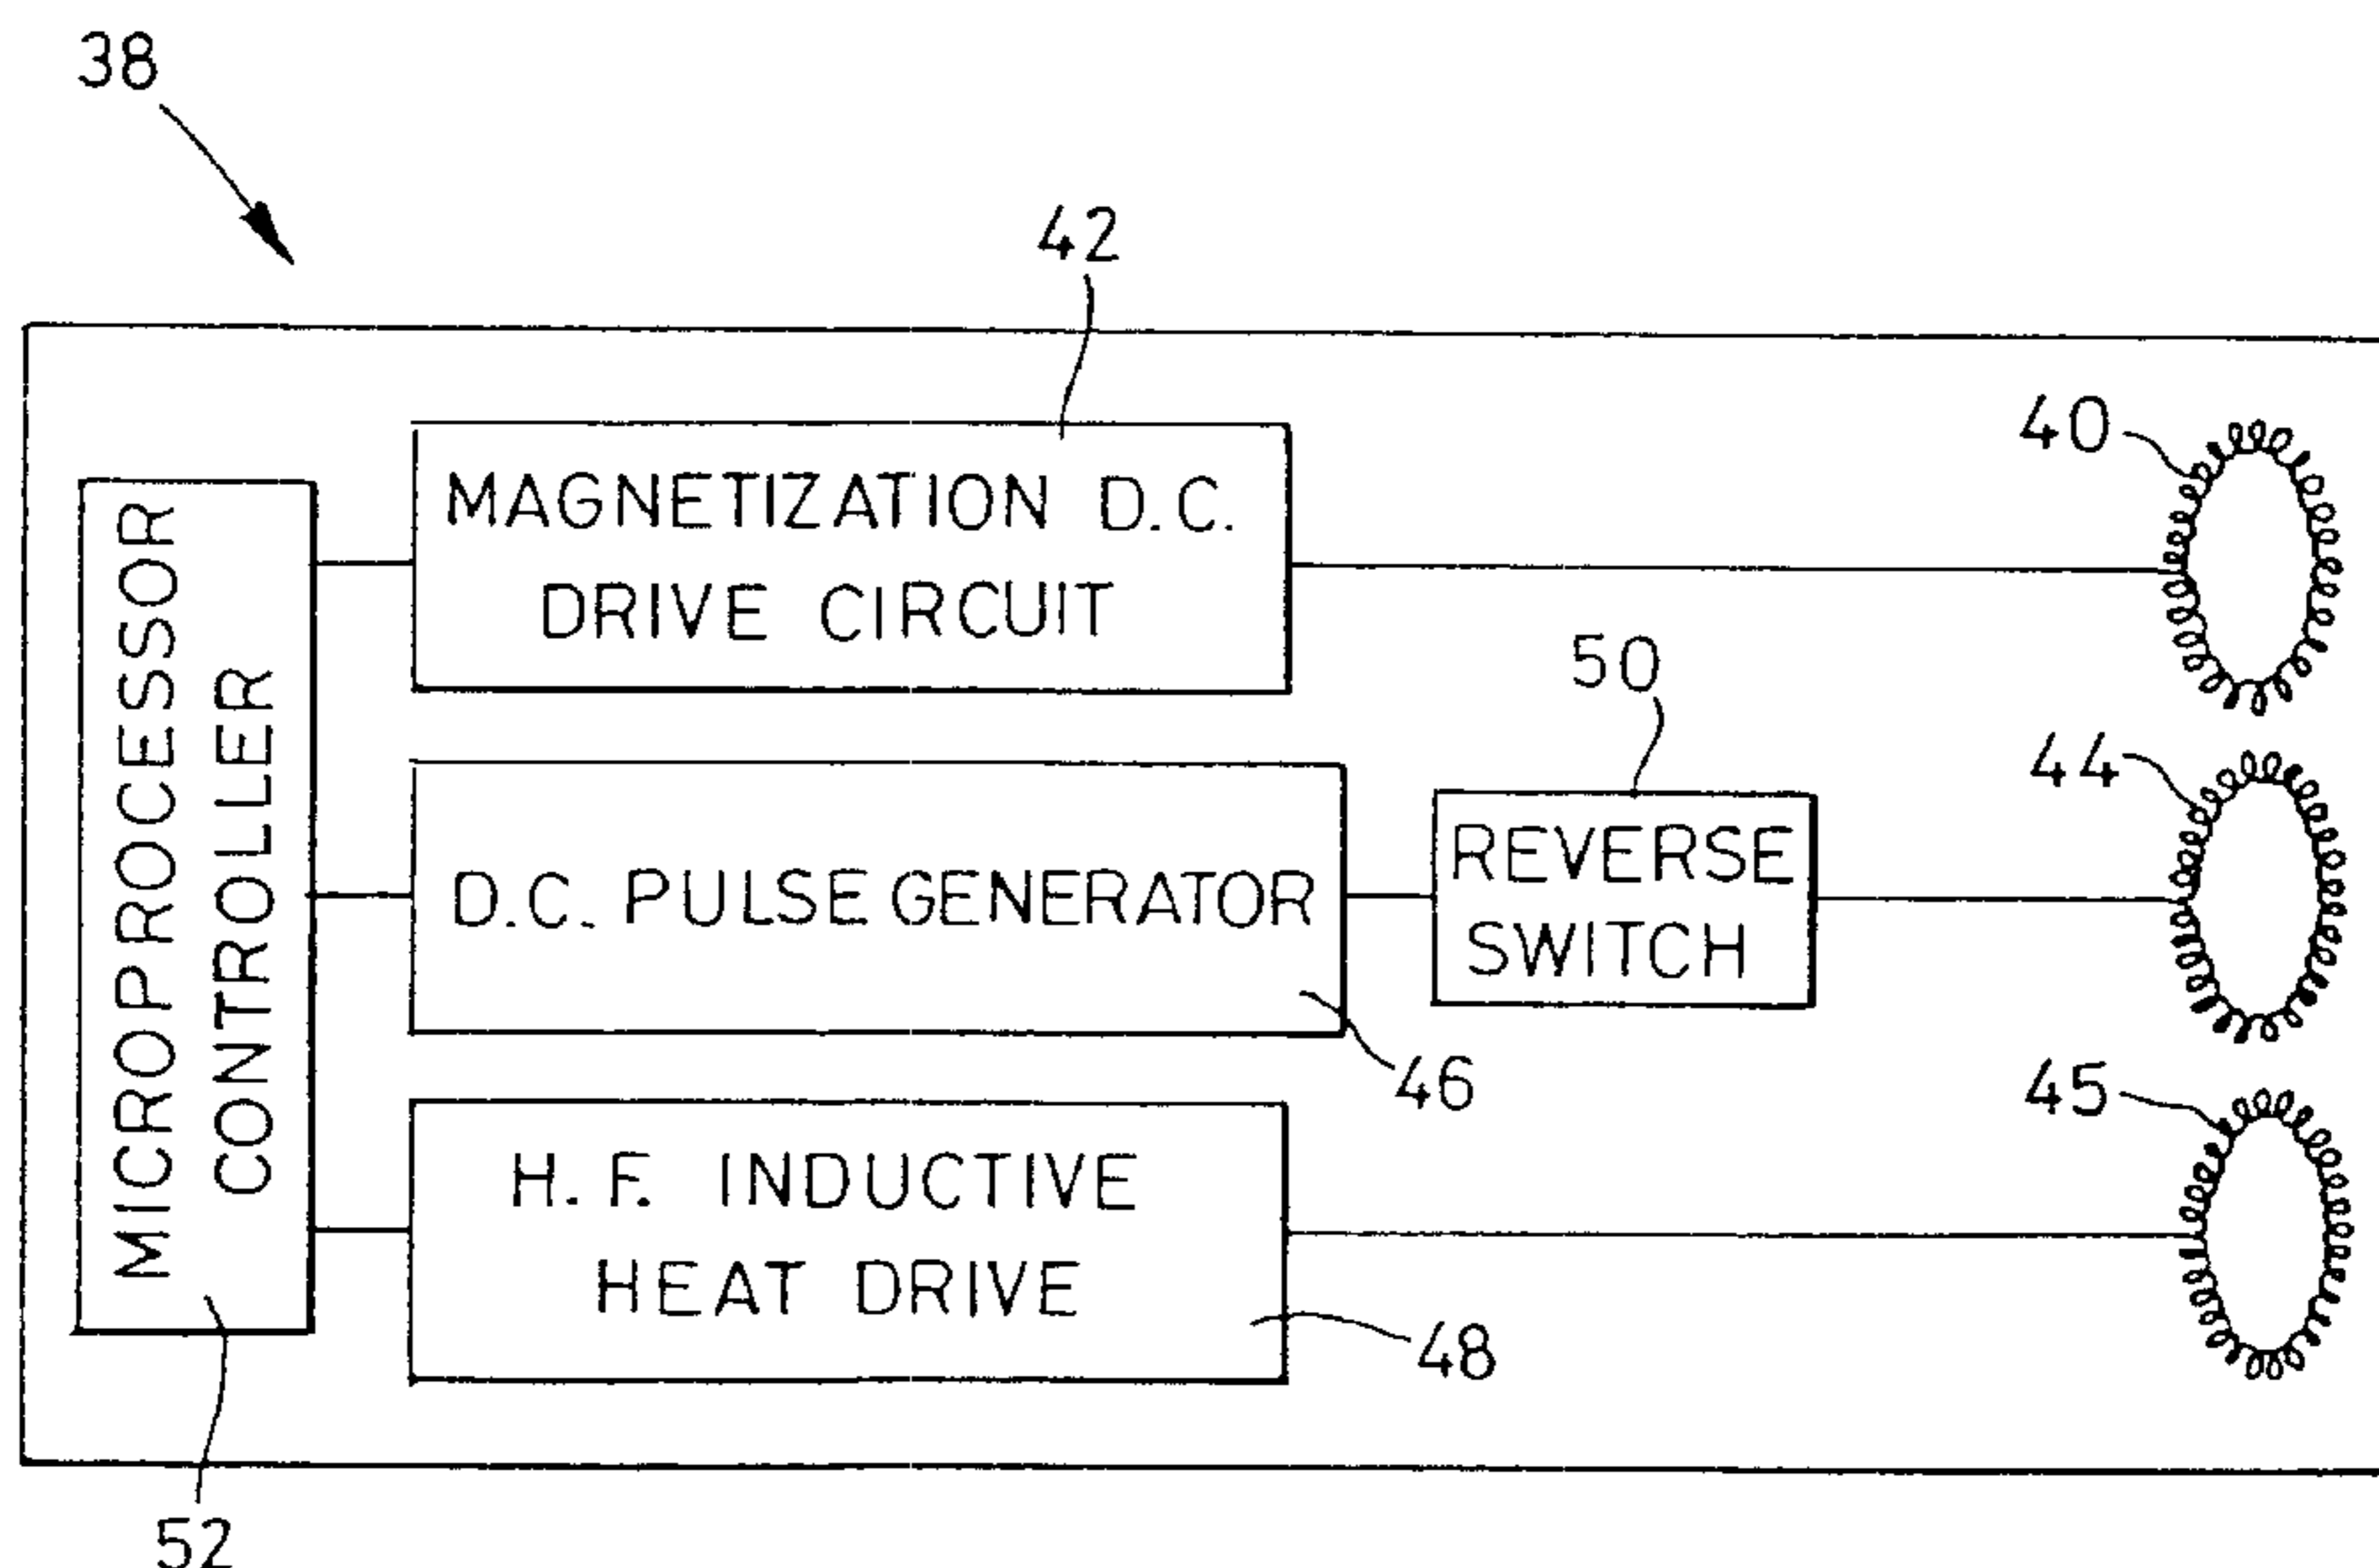 38
42
40
MAGNETIZATION D.C.
DRIVE CIRCUIT
50
44
MICROPROCESSOR
CONTROLLER
D.C. PULSE GENERATOR
REVERSE
SWITCH
46
45
H.F. INDUCTIVE
HEAT DRIVE
48
52